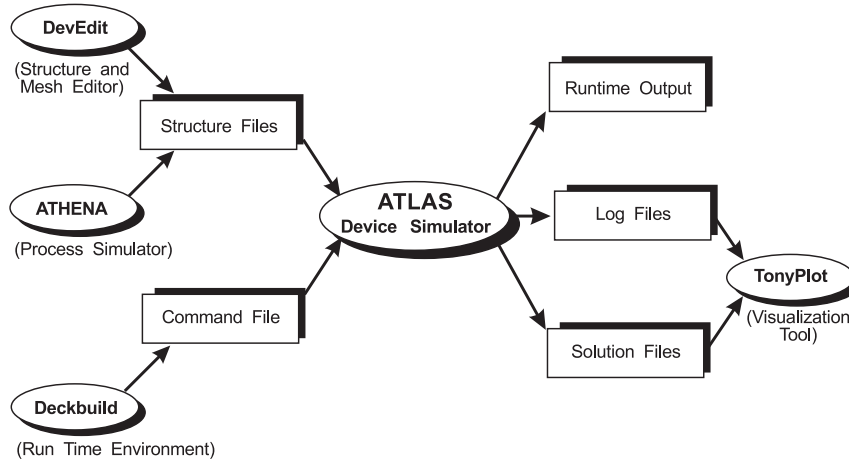 DevEdit
(Structure and
Mesh Editor)
Structure Files
ATHENA
(Process Simulator)
Command File
Deckbuild
(Run Time Environment)
ATLAS
Device Simulator
Runtime Output
Log Files
Solution Files
TonyPlot
(Visualization
Tool)